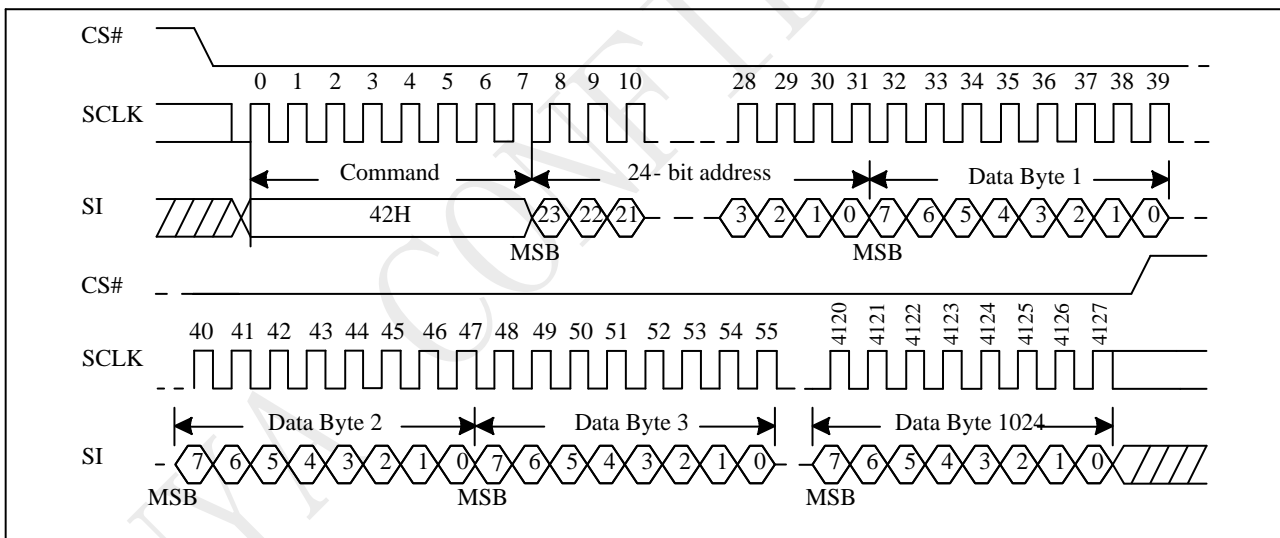 CS#
0 1 2 3 4 5 6 7 8 9 10 28 29 30 31 32 33 34 35 36 37 38 39
SCLK
Command 24- bit address Data Byte 1
SI 42H 23 22 21 3 2 1 0 7 6 5 4 3 2 1 0
MSB MSB
CS#
40 41 42 43 44 45 46 47 48 49 50 51 52 53 54 55 4120 4121 4122 4123 4124 4125 4126 4127
SCLK
Data Byte 2 Data Byte 3 Data Byte 1024
SI 7 6 5 4 3 2 1 0 7 6 5 4 3 2 1 0 7 6 5 4 3 2 1 0
MSB MSB MSB